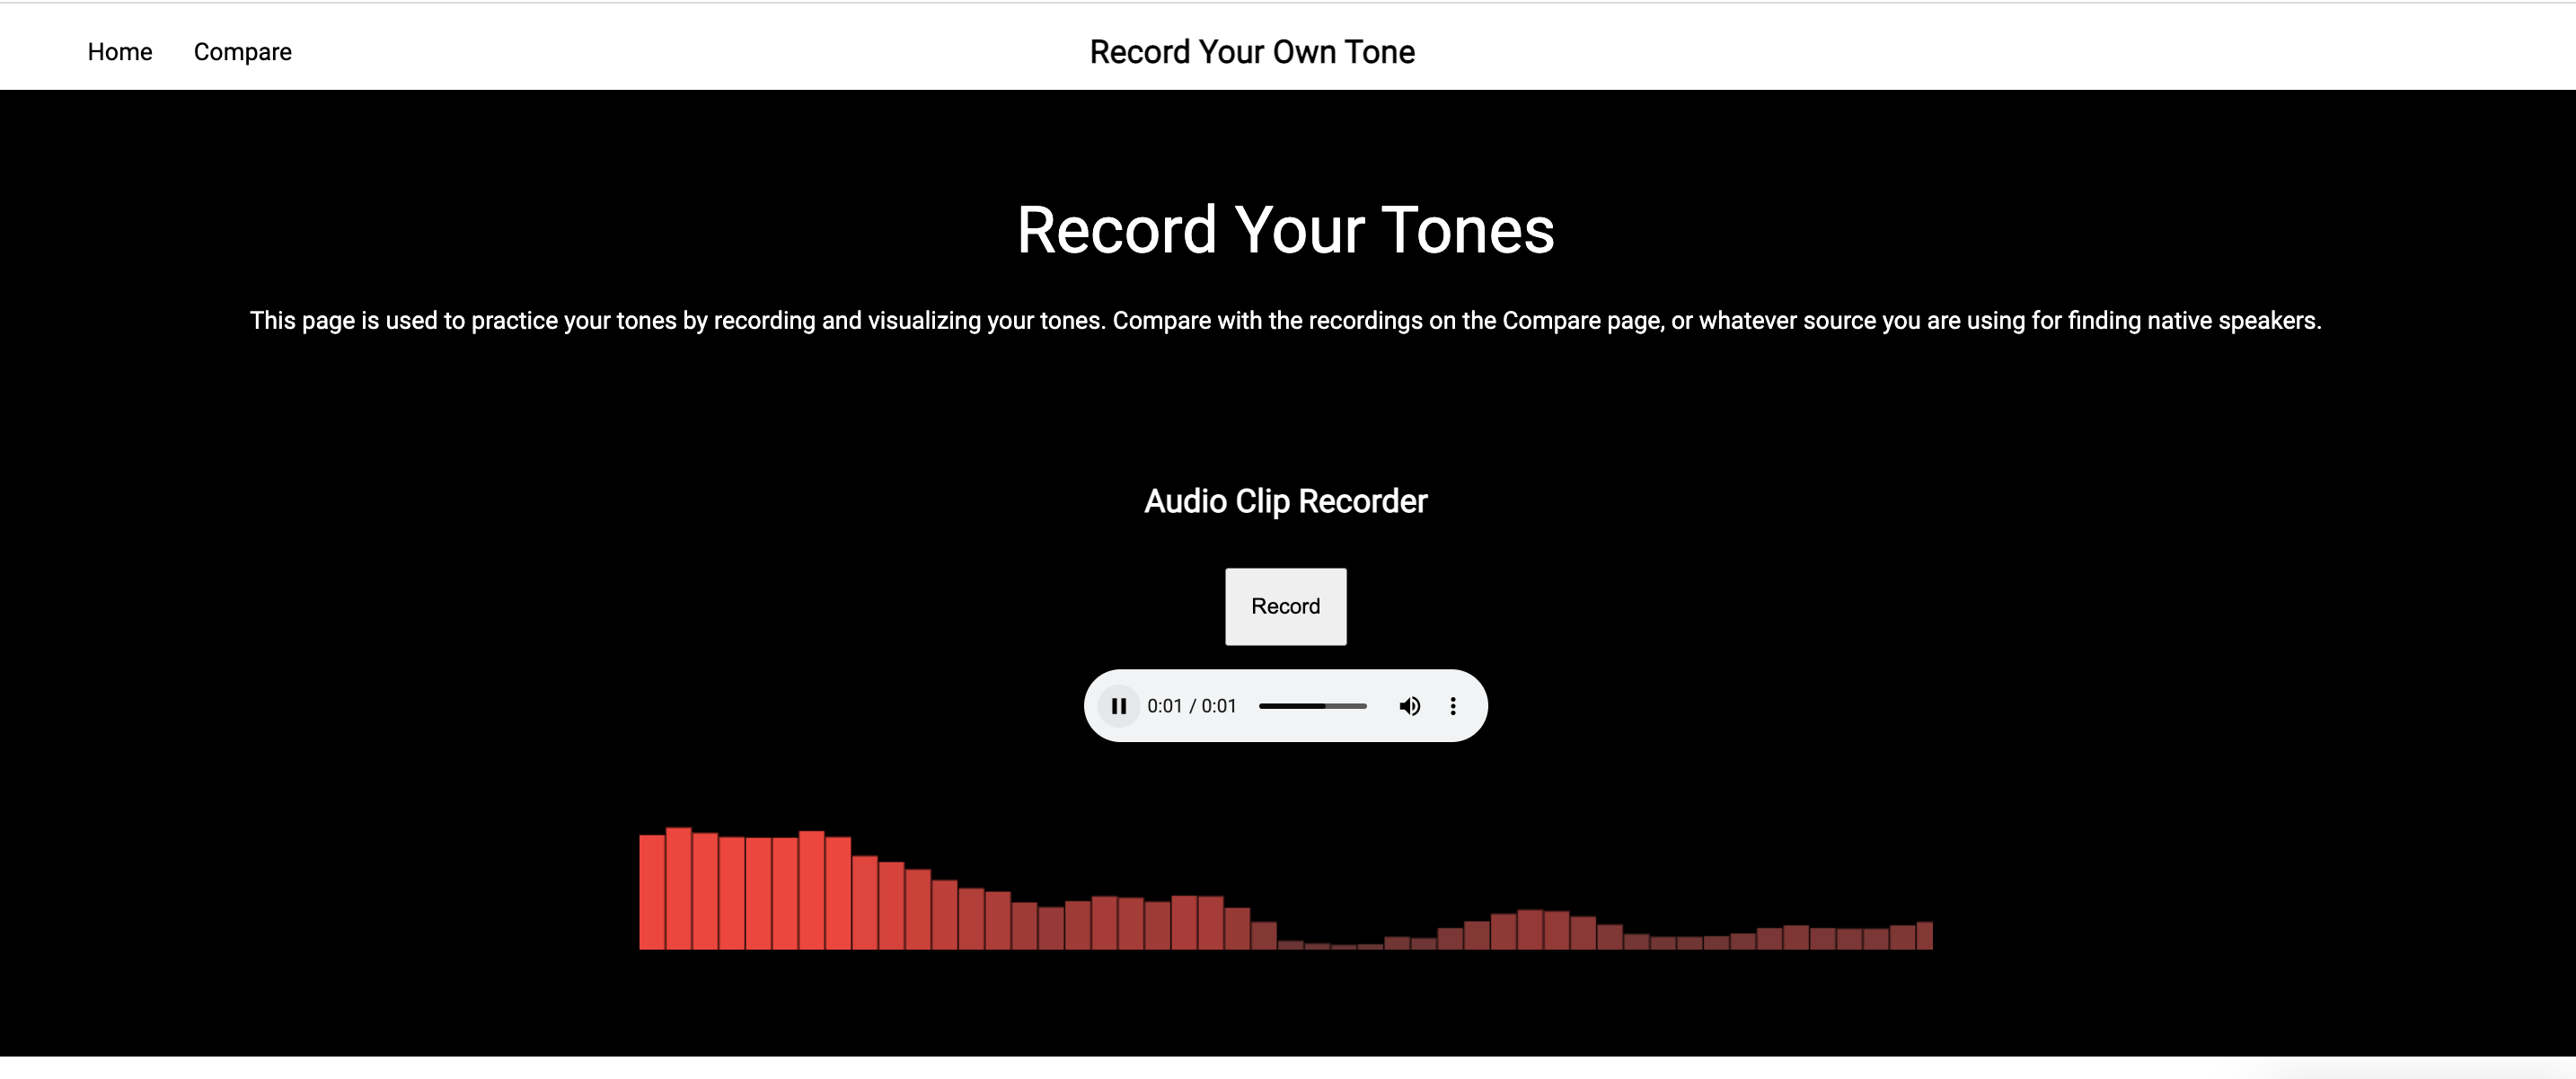 Home Compare Record Your Own Tone
Record Your Tones
This page is used to practice your tones by recording and visualizing your tones. Compare with the recordings on the Compare page, or whatever source you are using for finding native speakers.
Audio Clip Recorder
Record
0:01 / 0:01